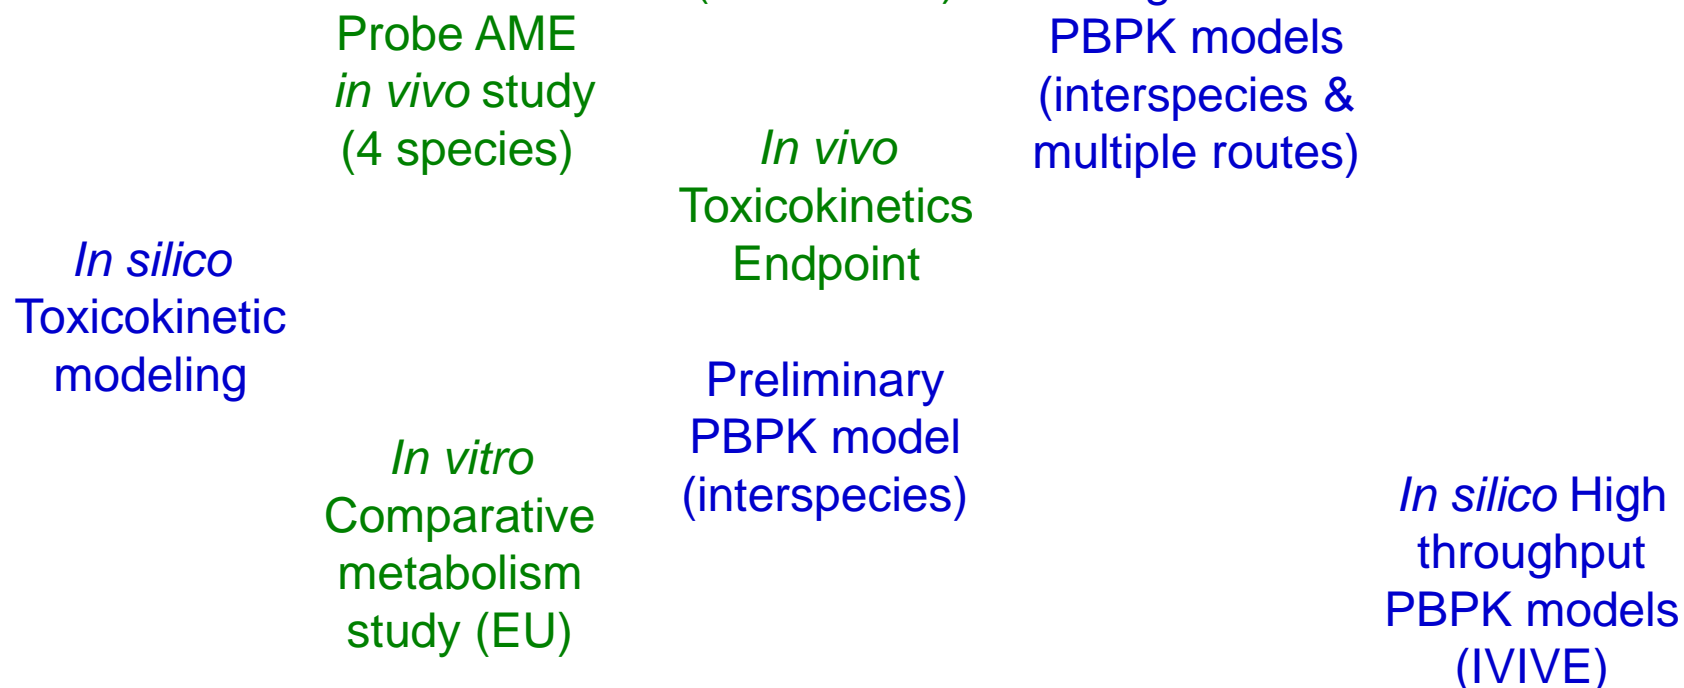 Probe AME
in vivo study
(4 species)
PBPK models
(interspecies &
multiple routes)
In vivo
Toxicokinetics
Endpoint
In silico
Toxicokinetic
modeling
Preliminary
PBPK model
(interspecies)
In vitro
Comparative
metabolism
study (EU)
In silico High
throughput
PBPK models
(IVIVE)